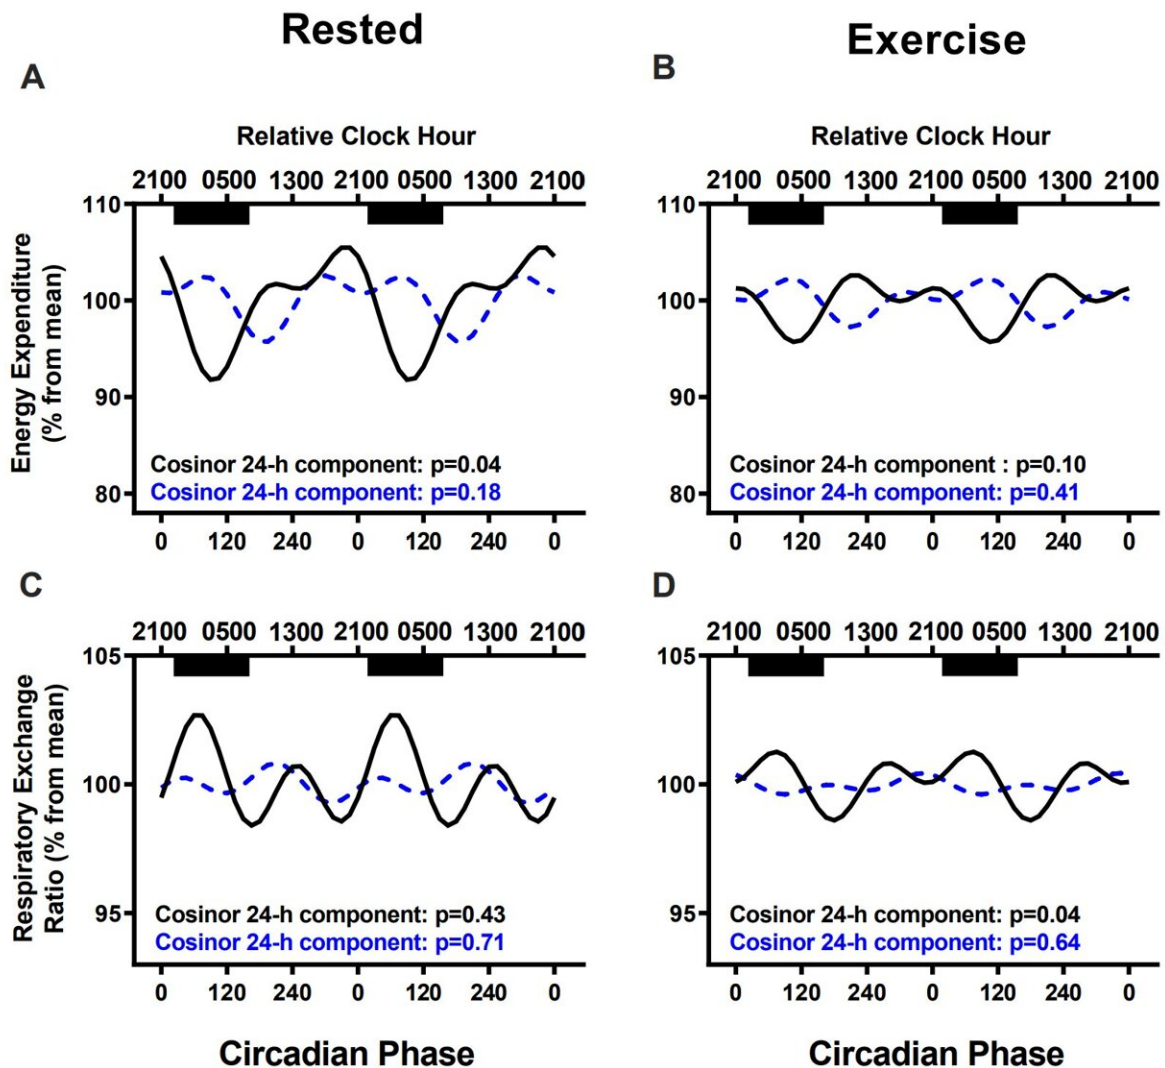 Rested
Exercise
A
B
Relative Clock Hour
Relative Clock Hour
2100 0500 1300 2100 0500 1300 2100
2100 0500 1300 2100 0500 1300 2100
110
100
90
80
Energy Expenditure
(% from mean)
Cosinor 24-h component: p=0.04
Cosinor 24-h component: p=0.18
0 120 240 0 120 240 0
110
100
90
80
Cosinor 24-h component : p=0.10
Cosinor 24-h component: p=0.41
0 120 240 0 120 240 0
C
D
2100 0500 1300 2100 0500 1300 2100
2100 0500 1300 2100 0500 1300 2100
105
100
95
Respiratory Exchange
Ratio (% from mean)
Cosinor 24-h component: p=0.43
Cosinor 24-h component: p=0.71
0 120 240 0 120 240 0
105
100
95
Cosinor 24-h component: p=0.04
Cosinor 24-h component: p=0.64
0 120 240 0 120 240 0
Circadian Phase
Circadian Phase